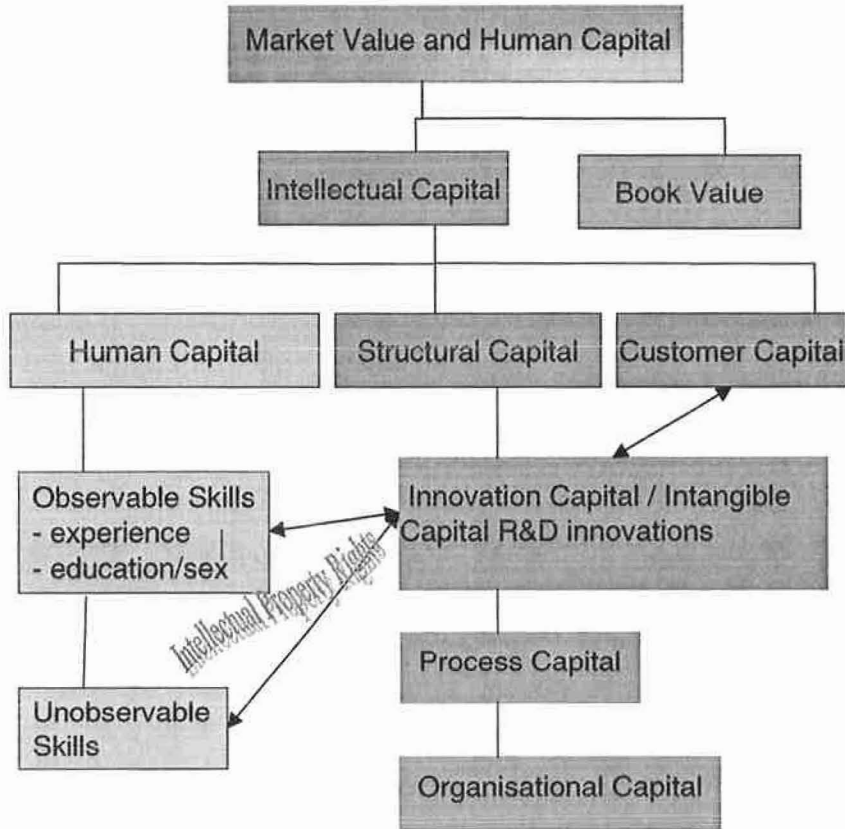 Market Value and Human Capital
Intellectual Capital
Book Value
Human Capital
Structural Capital
Customer Capital
Observable Skills
- experience
- education/sex
Innovation Capital / Intangible
Capital R&D innovations
Intellectual Property Rights
Process Capital
Unobservable
Skills
Organisational Capital